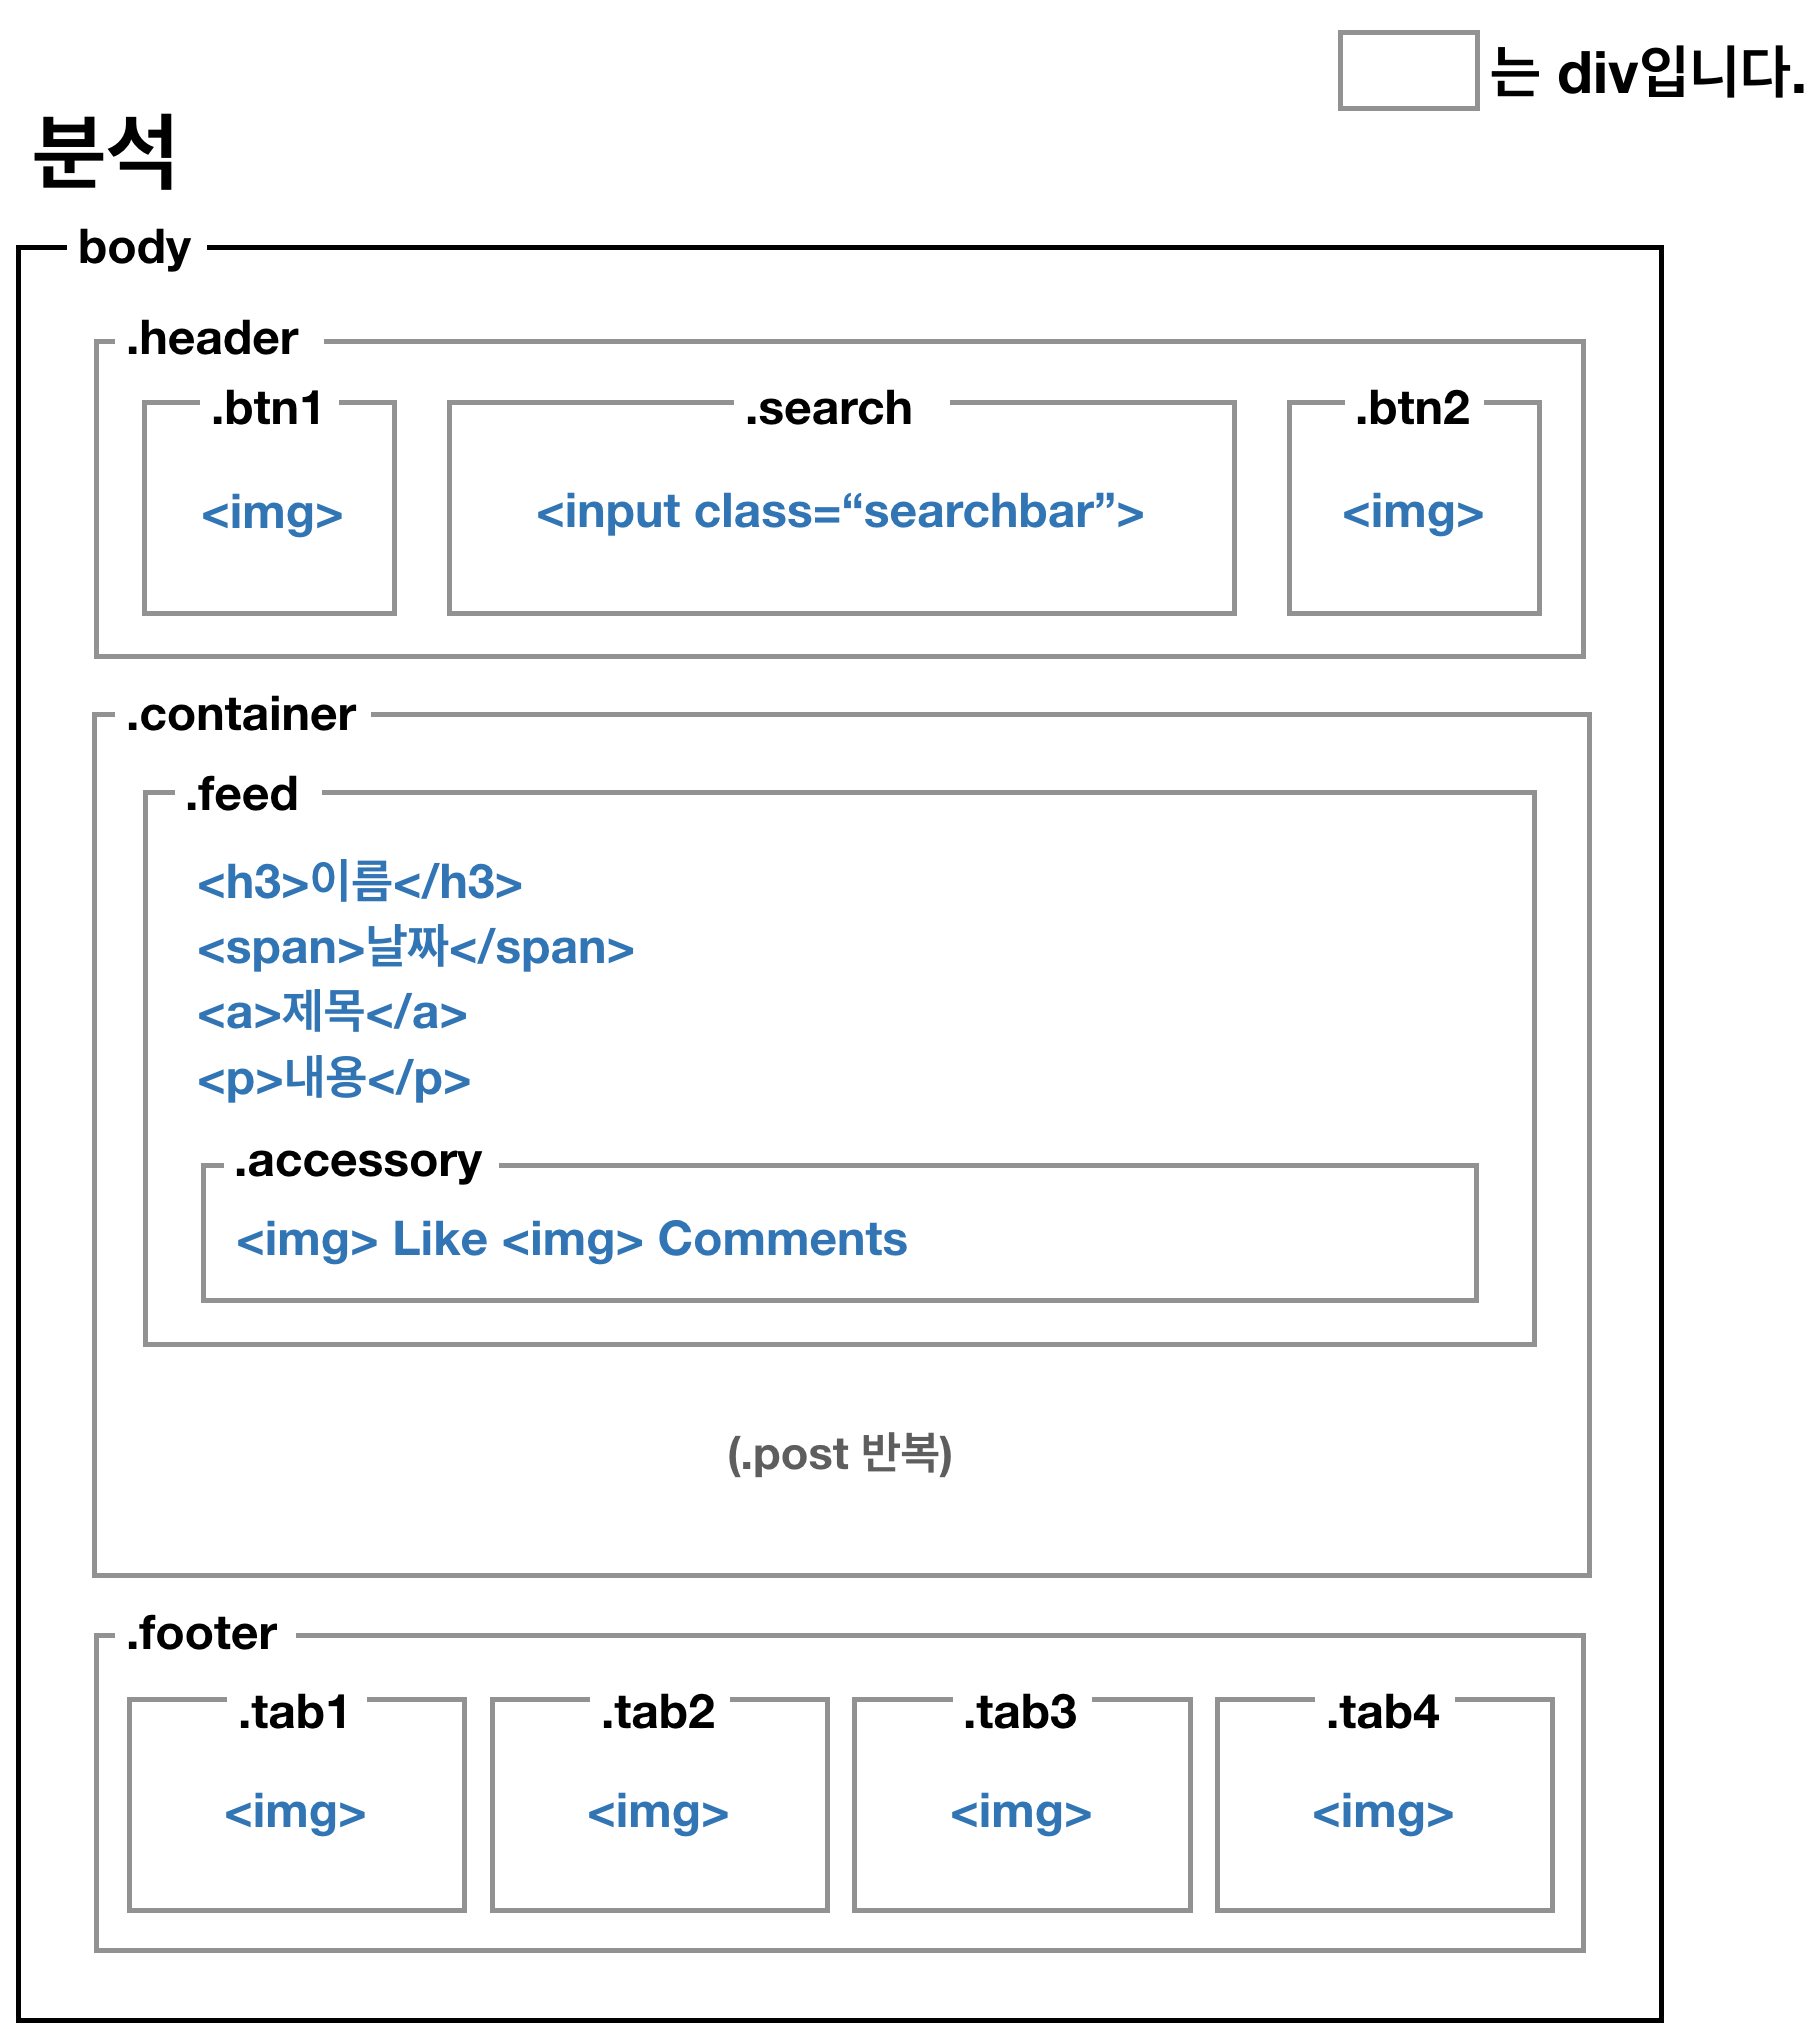 는 div입니다.
분석
body
.header
.btn1 .search .btn2
<img> <input class=“searchbar”> <img>
.container
.feed
<h3>이름</h3>
<span>날짜</span>
<a>제목</a>
<p>내용</p>
.accessory
<img> Like <img> Comments
(.post 반복)
.footer
.tab1 .tab2 .tab3 .tab4
<img> <img> <img> <img>